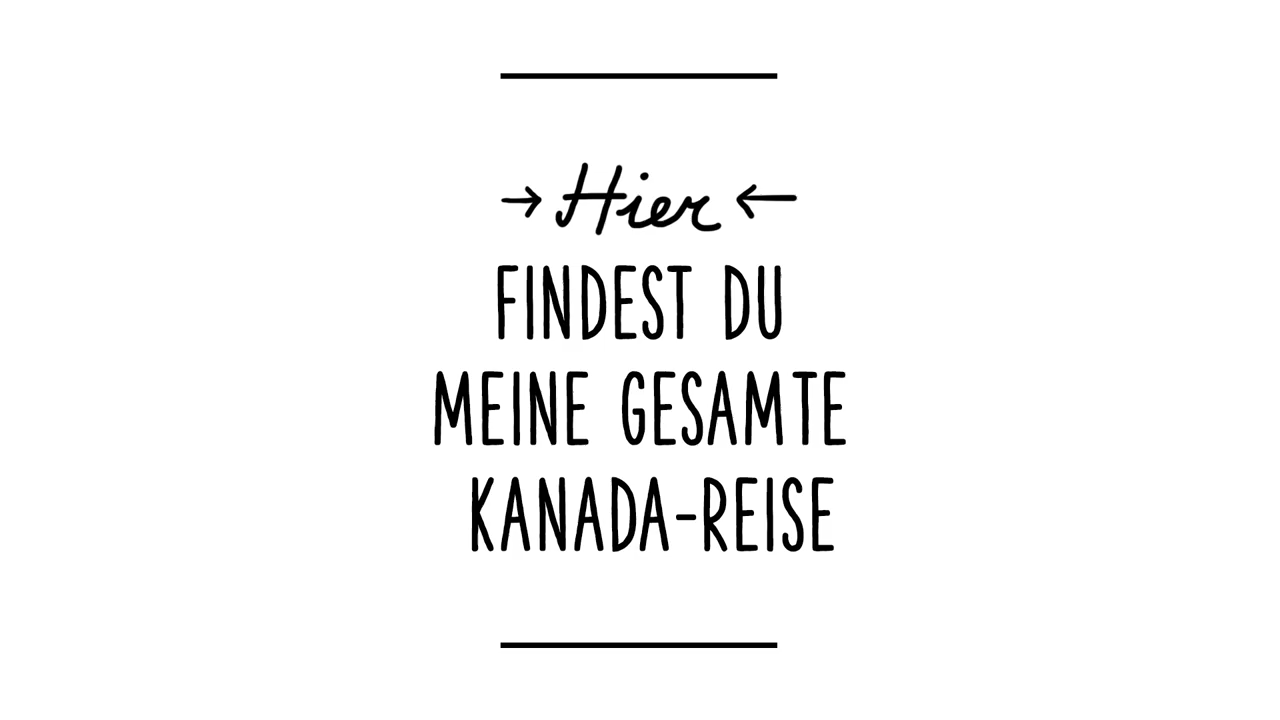 → Hier ←
FINDEST DU
MEINE GESAMTE
KANADA-REISE